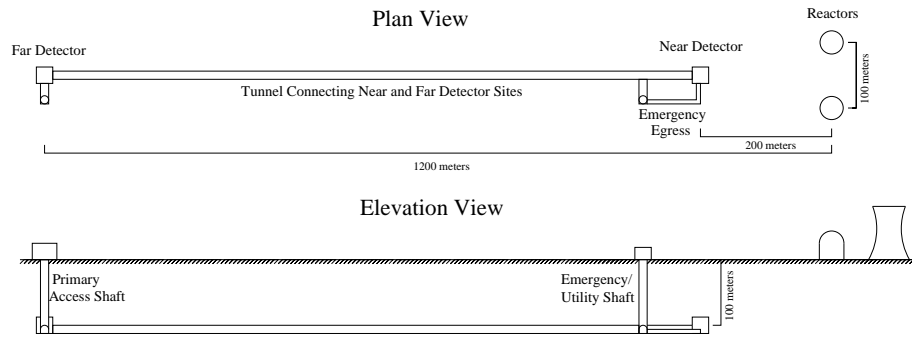 Plan View
Reactors
Far Detector
Near Detector
Tunnel Connecting Near and Far Detector Sites
Emergency
Egress
100 meters
200 meters
1200 meters
Elevation View
Primary
Access Shaft
Emergency/
Utility Shaft
100 meters